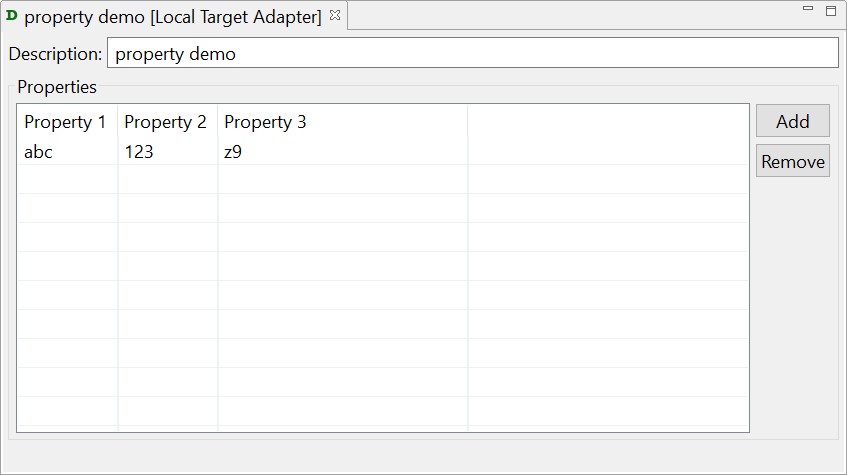 D property demo [Local Target Adapter]
Description: property demo
Properties
Property 1 Property 2 Property 3
abc 123 z9
Add
Remove